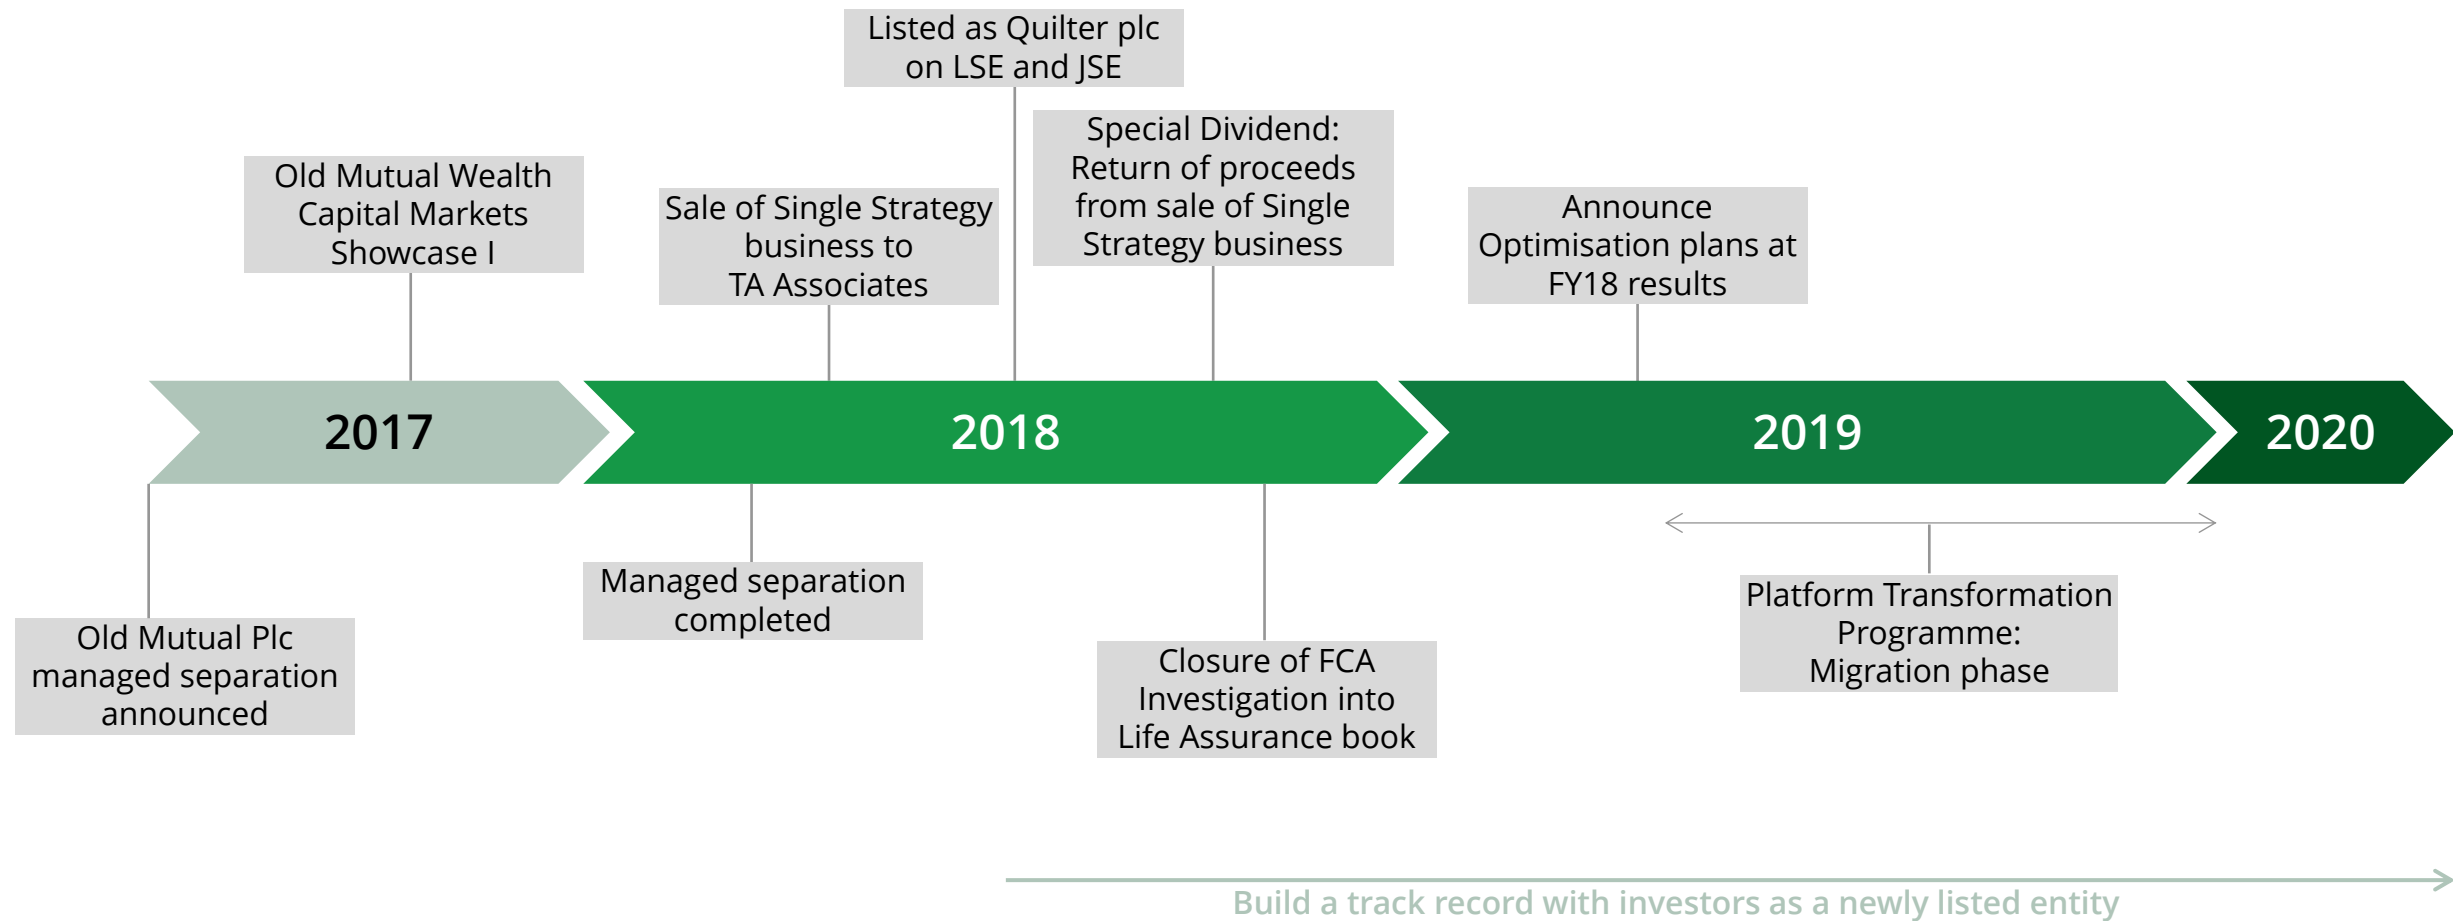 Listed as Quilter plc
on LSE and JSE
Special Dividend:
Return of proceeds
from sale of Single
Strategy business
Old Mutual Wealth
Capital Markets
Showcase I
Sale of Single Strategy
business to
TA Associates
Announce
Optimisation plans at
FY18 results
2017
2018
2019
2020
Old Mutual Plc
managed separation
announced
Managed separation
completed
Closure of FCA
Investigation into
Life Assurance book
Platform Transformation
Programme:
Migration phase
Build a track record with investors as a newly listed entity